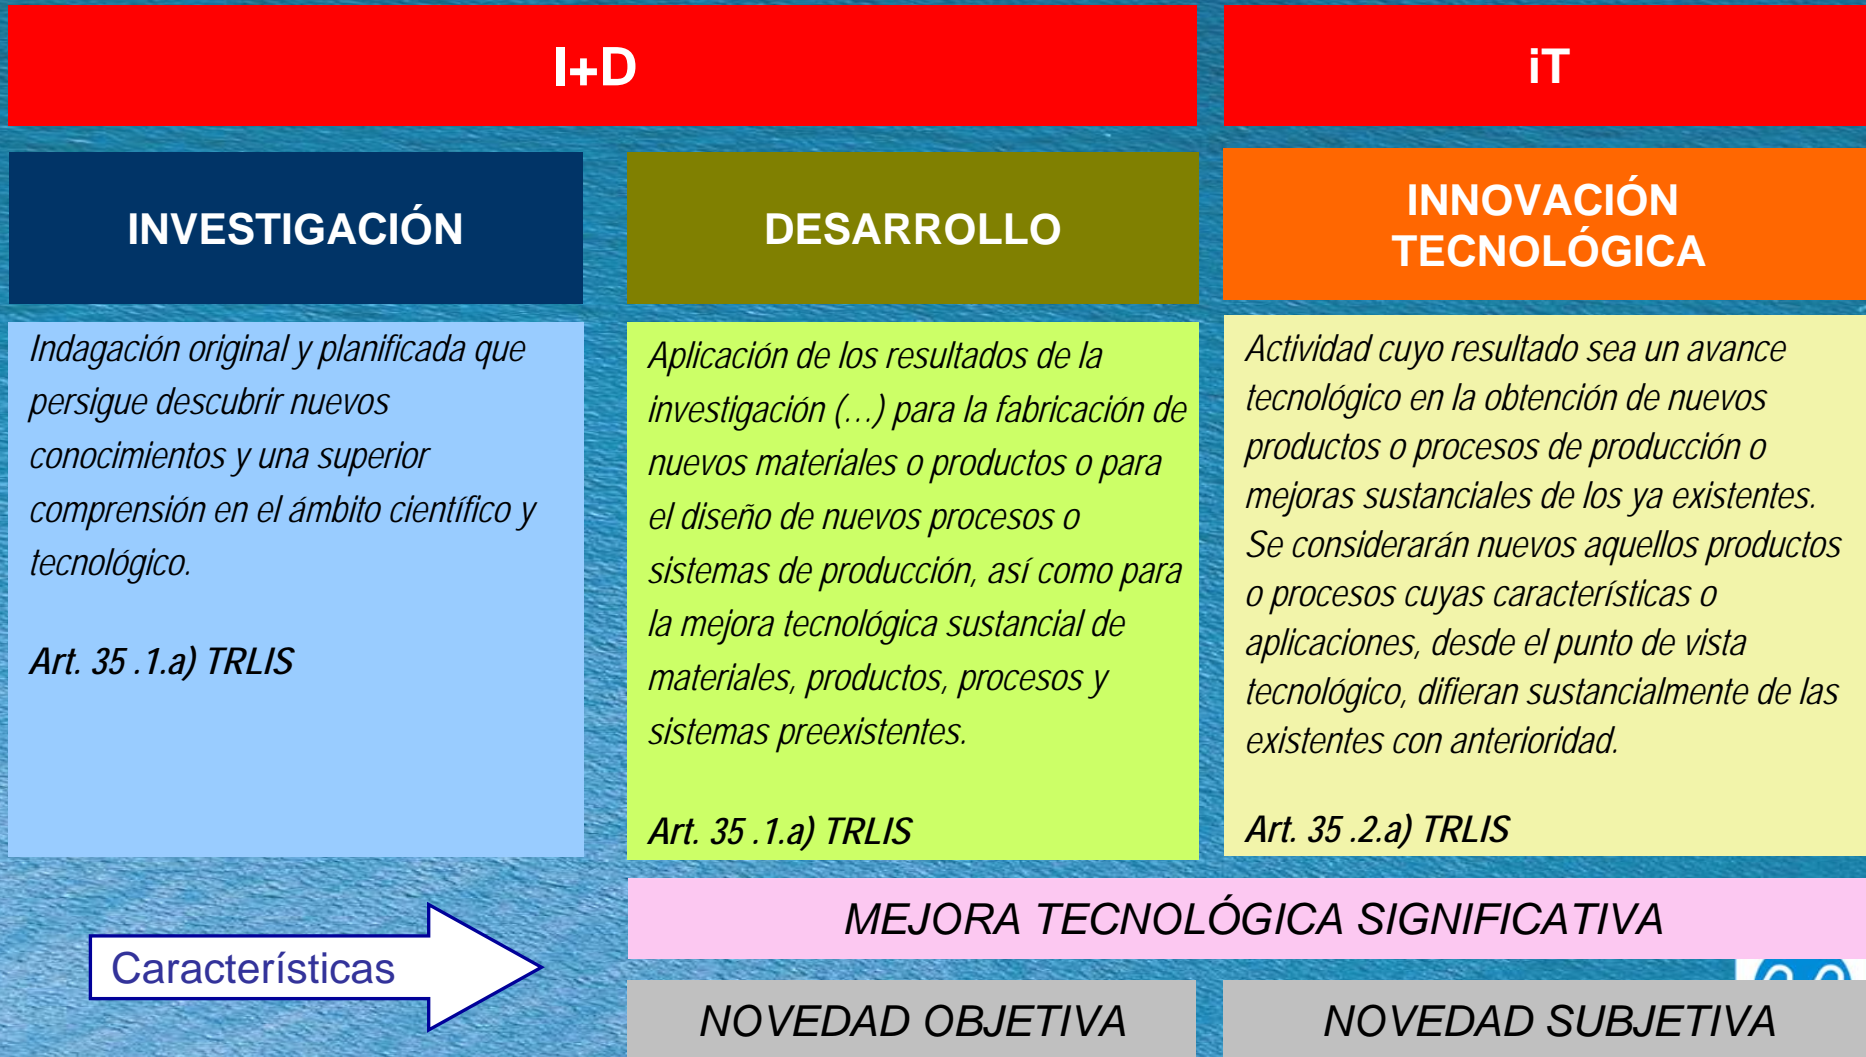 I+D
iT
INVESTIGACIÓN
DESARROLLO
INNOVACIÓN
TECNOLÓGICA
Indagación original y planificada que
persigue descubrir nuevos
conocimientos y una superior
comprensión en el ámbito científico y
tecnológico.
Art. 35 .1.a) TRLIS
Aplicación de los resultados de la
investigación (...) para la fabricación de
nuevos materiales o productos o para
el diseño de nuevos procesos o
sistemas de producción, así como para
la mejora tecnológica sustancial de
materiales, productos, procesos y
sistemas preexistentes.
Art. 35 .1.a) TRLIS
Actividad cuyo resultado sea un avance
tecnológico en la obtención de nuevos
productos o procesos de producción o
mejoras sustanciales de los ya existentes.
Se considerarán nuevos aquellos productos
o procesos cuyas características o
aplicaciones, desde el punto de vista
tecnológico, difieran sustancialmente de las
existentes con anterioridad.
Art. 35 .2.a) TRLIS
Características
MEJORA TECNOLÓGICA SIGNIFICATIVA
NOVEDAD OBJETIVA
NOVEDAD SUBJETIVA